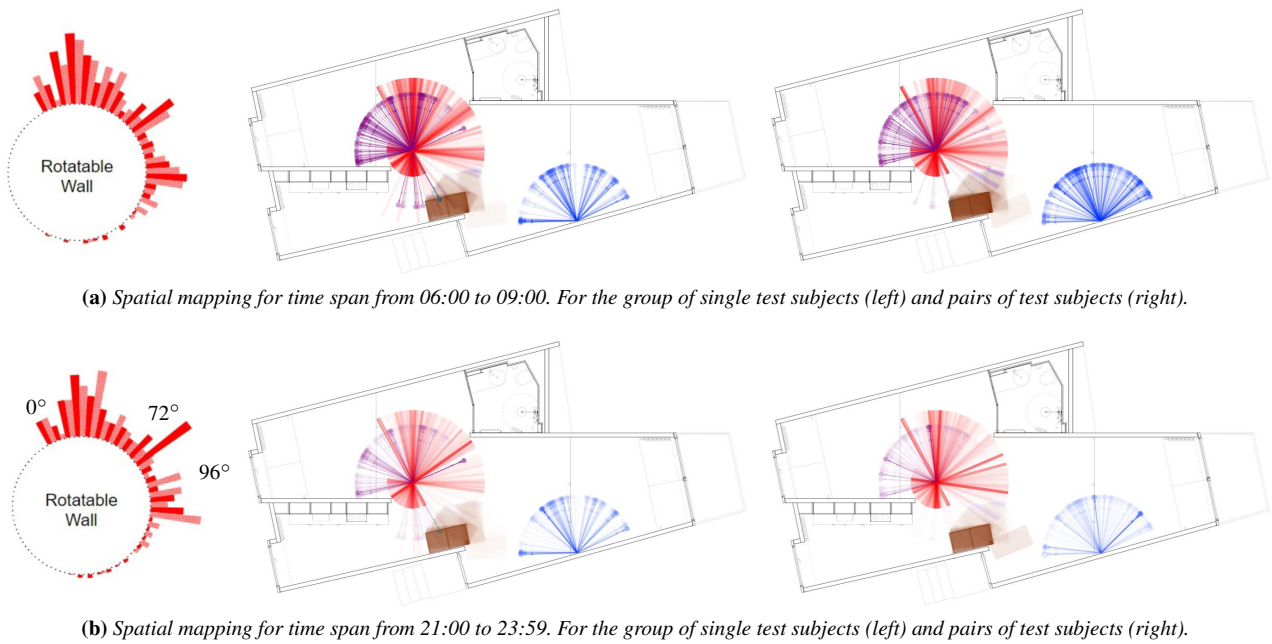 Rotatable
Wall
(a) Spatial mapping for time span from 06:00 to 09:00. For the group of single test subjects (left) and pairs of test subjects (right).
0°
72°
96°
Rotatable
Wall
(b) Spatial mapping for time span from 21:00 to 23:59. For the group of single test subjects (left) and pairs of test subjects (right).